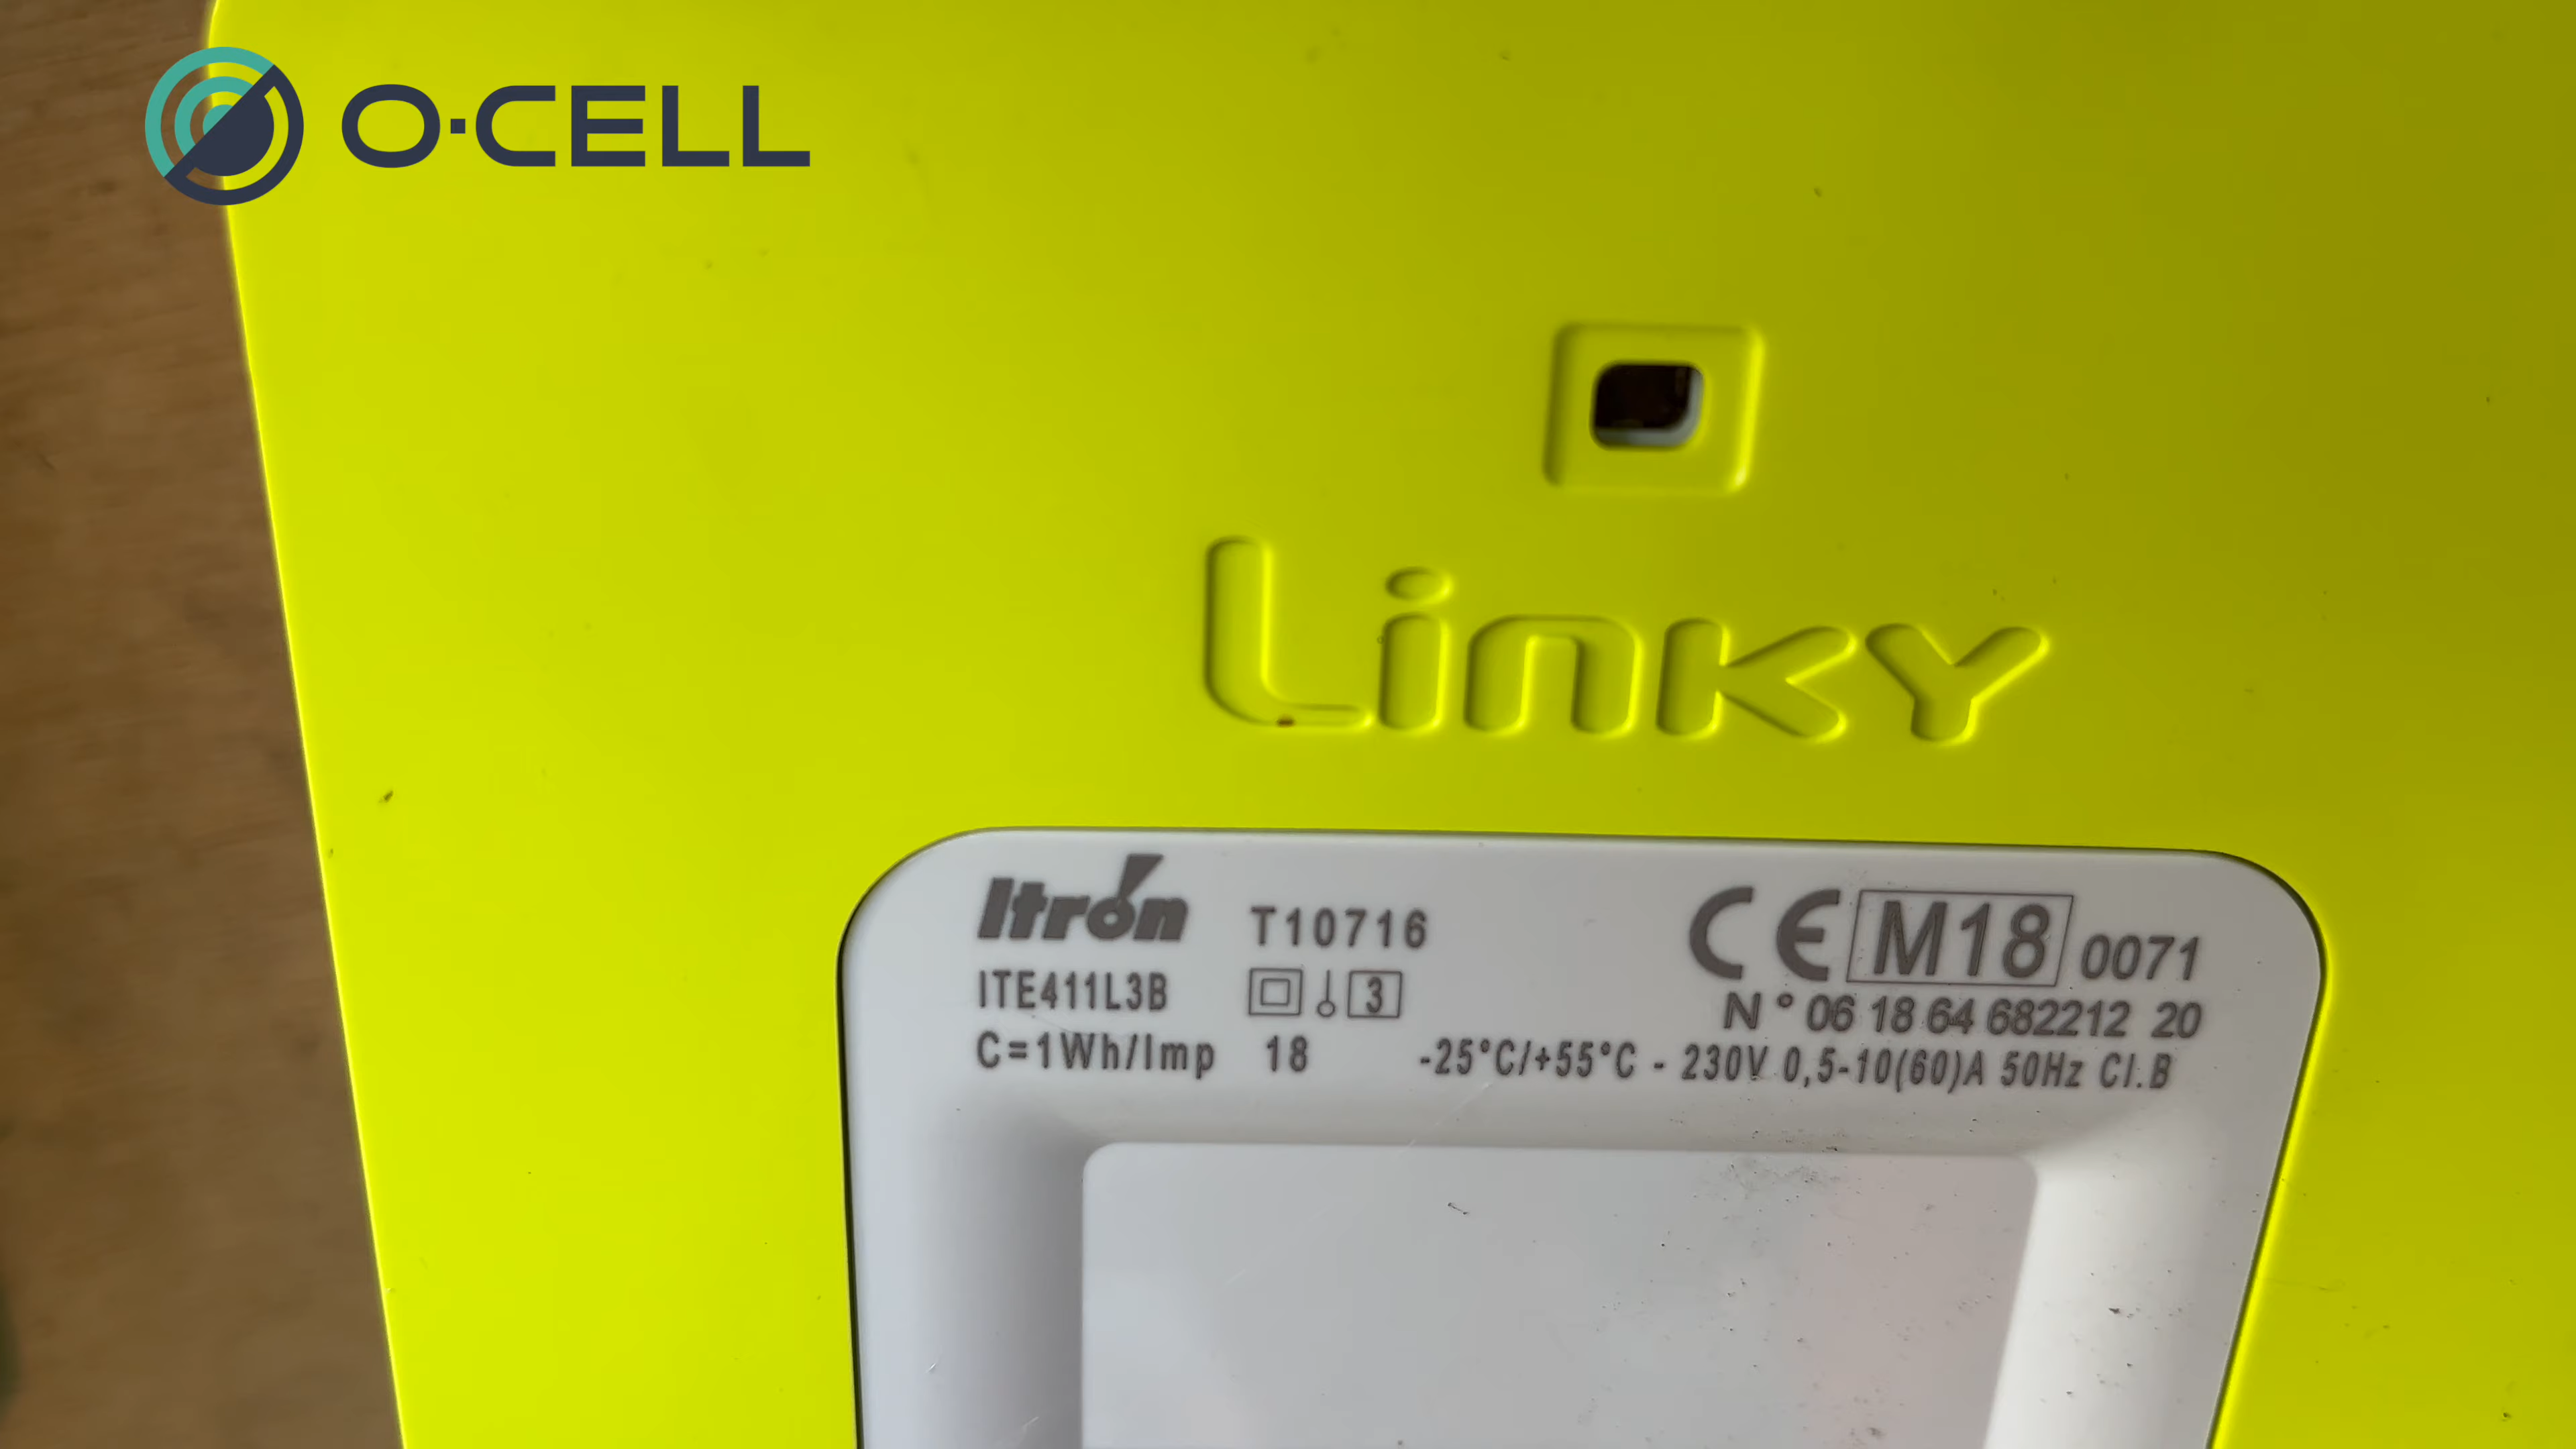 O·CELL
Linky
Itron T10716
CE M18 0071
ITE411L3B 3
N° 06 18 64 682212 20
C=1Wh/Imp 18
-25°C/+55°C - 230V 0,5-10(60)A 50Hz Cl.B